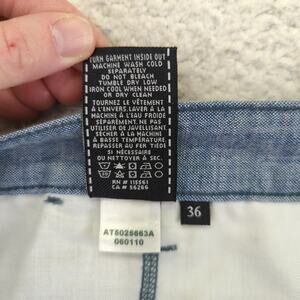 TURN GARMENT INSIDE OUT
MACHINE WASH COLD
SEPARATELY
DO NOT BLEACH
TUMBLE DRY LOW
IRON COOL WHEN NEEDED
OR DRY CLEAN
TOURNEZ LE VÊTEMENT
À L'ENVERS, LAVER À LA
MACHINE À L'EAU FROIDE
SÉPARÉMENT. NE PAS
UTILISER DE JAVELLISANT.
SÉCHER À LA MACHINE
À BASSE TEMPÉRATURE.
REPASSER AU FER TIÈDE
SI NÉCESSAIRE
OU NETTOYER À SEC.
RN # 115561
CA # 56266
AT5025663A
060110
36